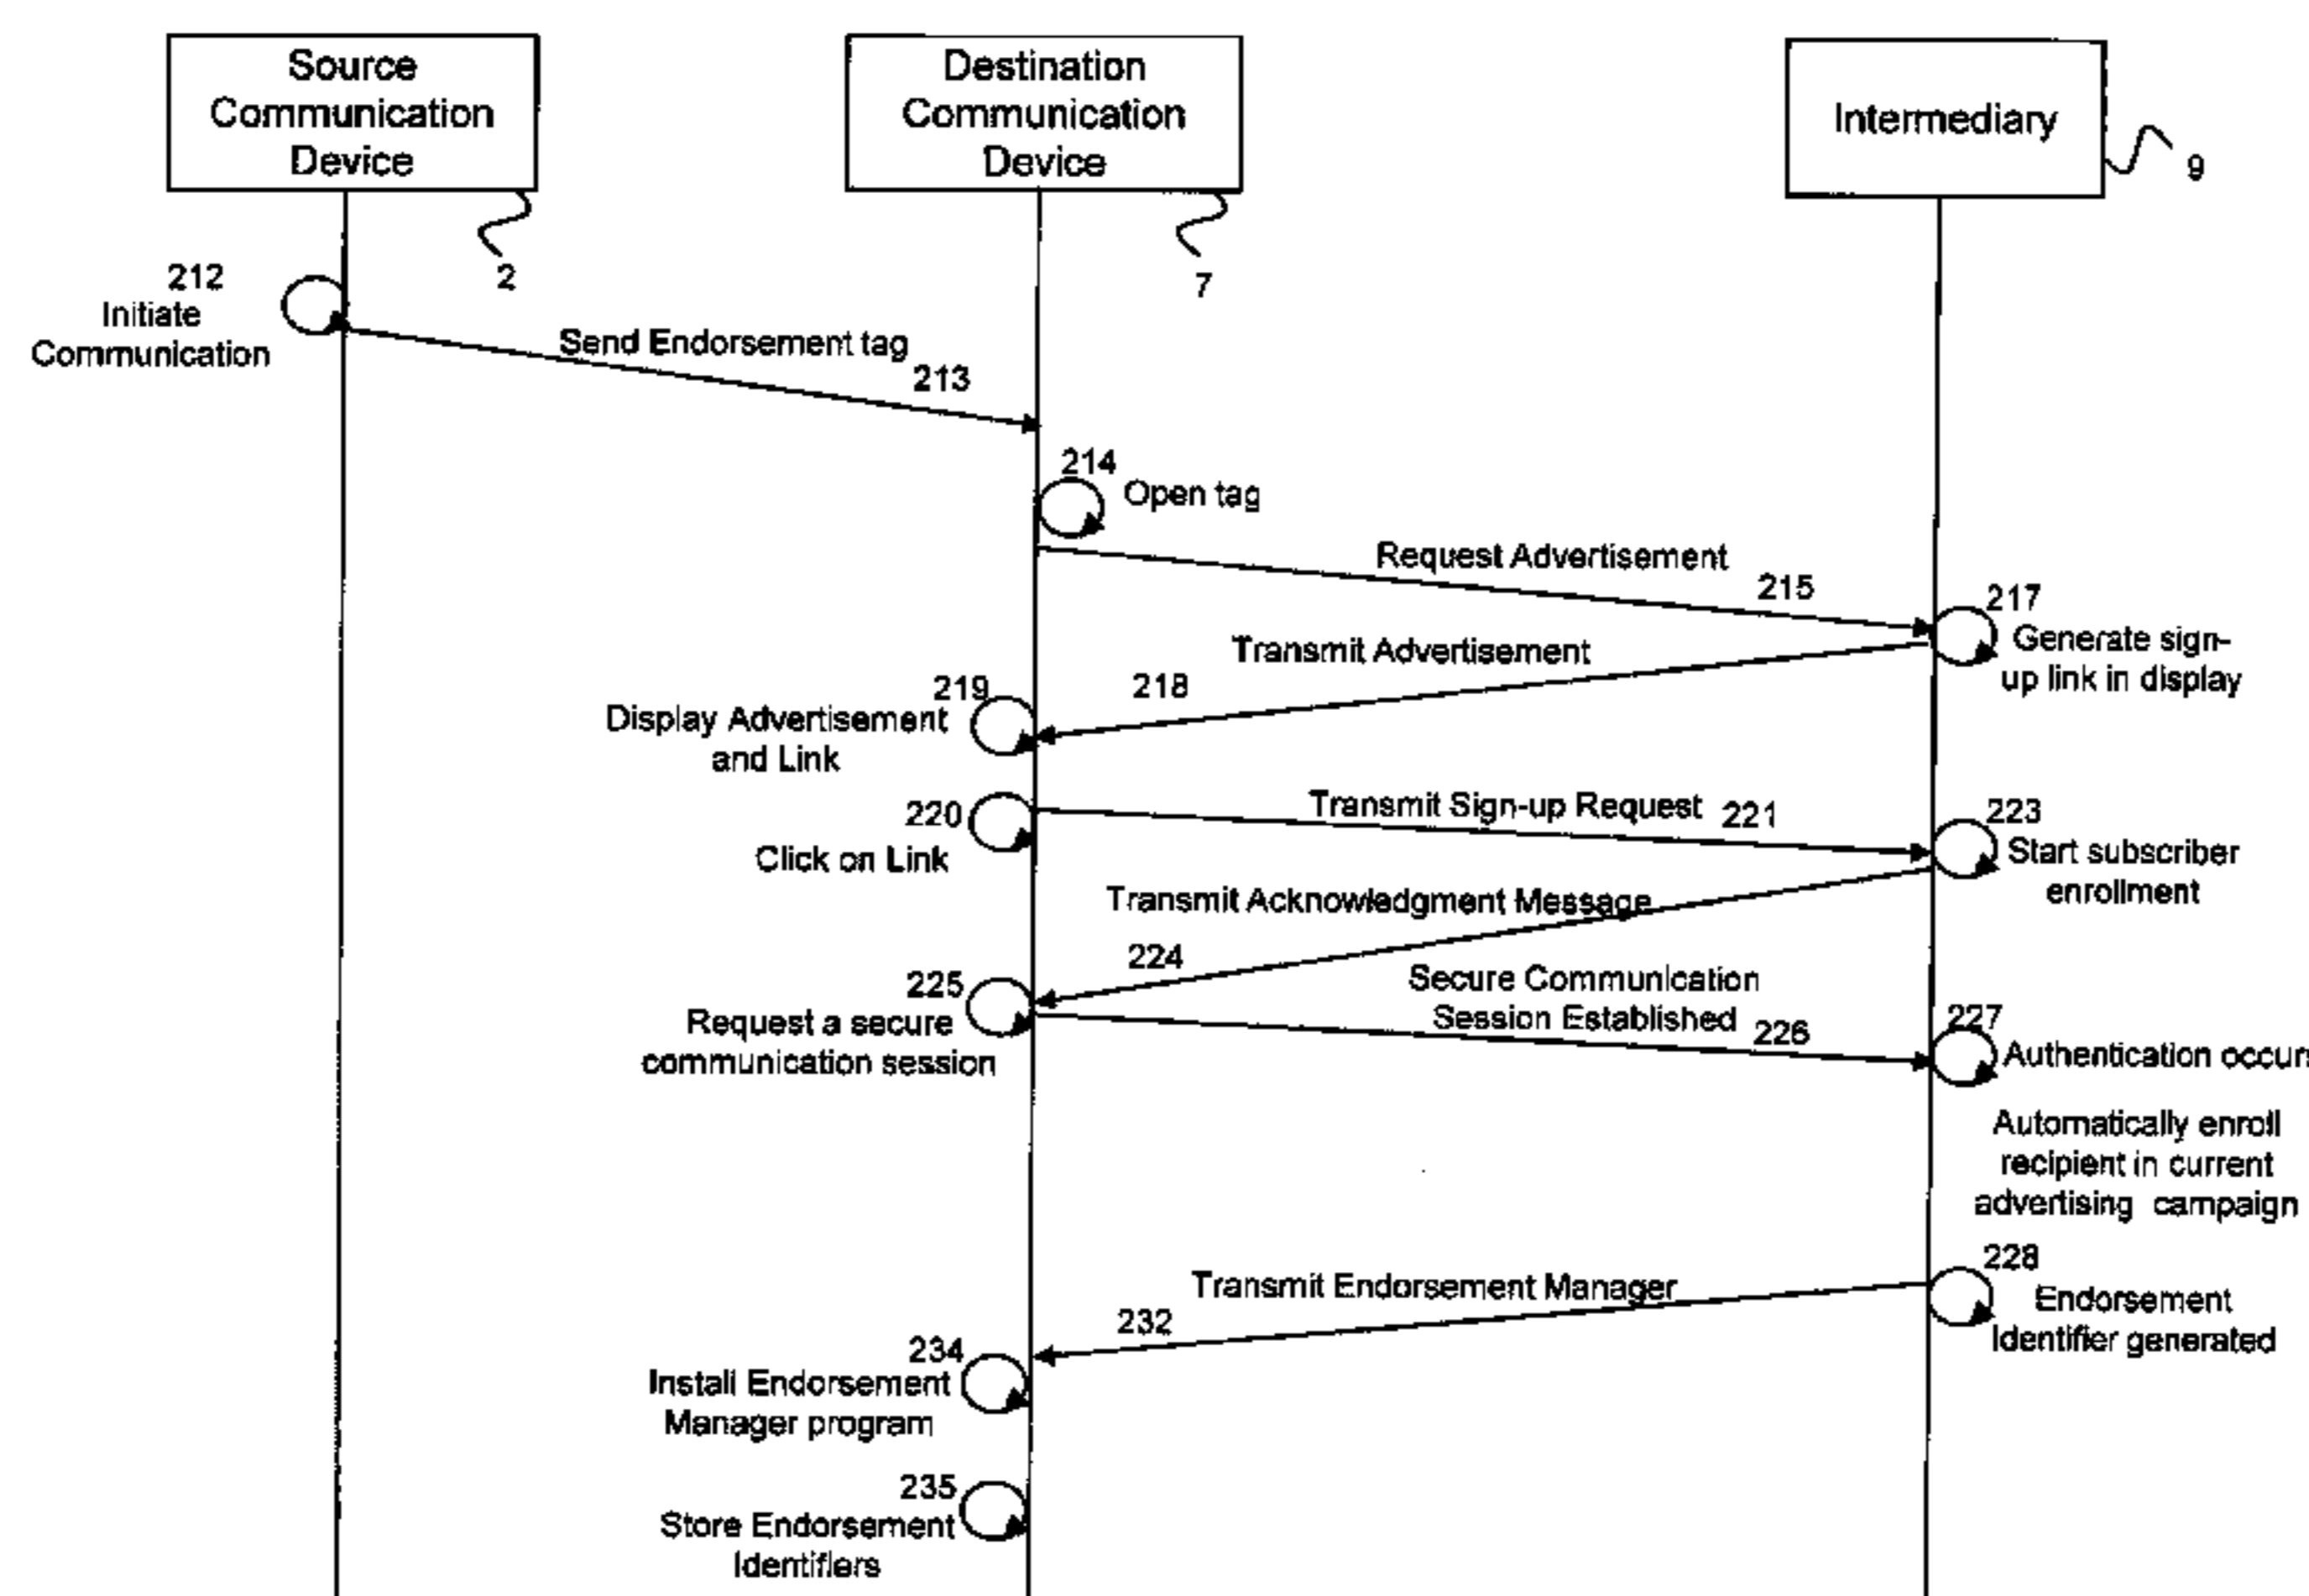 Source
Communication
Device
Destination
Communication
Device
Intermediary
9
2
7
212
Initiate
Communication
Send Endorsement tag
213
214
Open tag
Request Advertisement
215
217
Generate sign-
up link in display
Transmit Advertisement
218
219
Display Advertisement
and Link
220
Click on Link
Transmit Sign-up Request
221
223
Start subscriber
enrollment
Transmit Acknowledgment Message
224
225
Request a secure
communication session
Secure Communication
Session Established
226
227
Authentication occurs
Automatically enroll
recipient in current
advertising campaign
228
Endorsement
Identifier generated
Transmit Endorsement Manager
232
234
Install Endorsement
Manager program
235
Store Endorsement
Identifiers